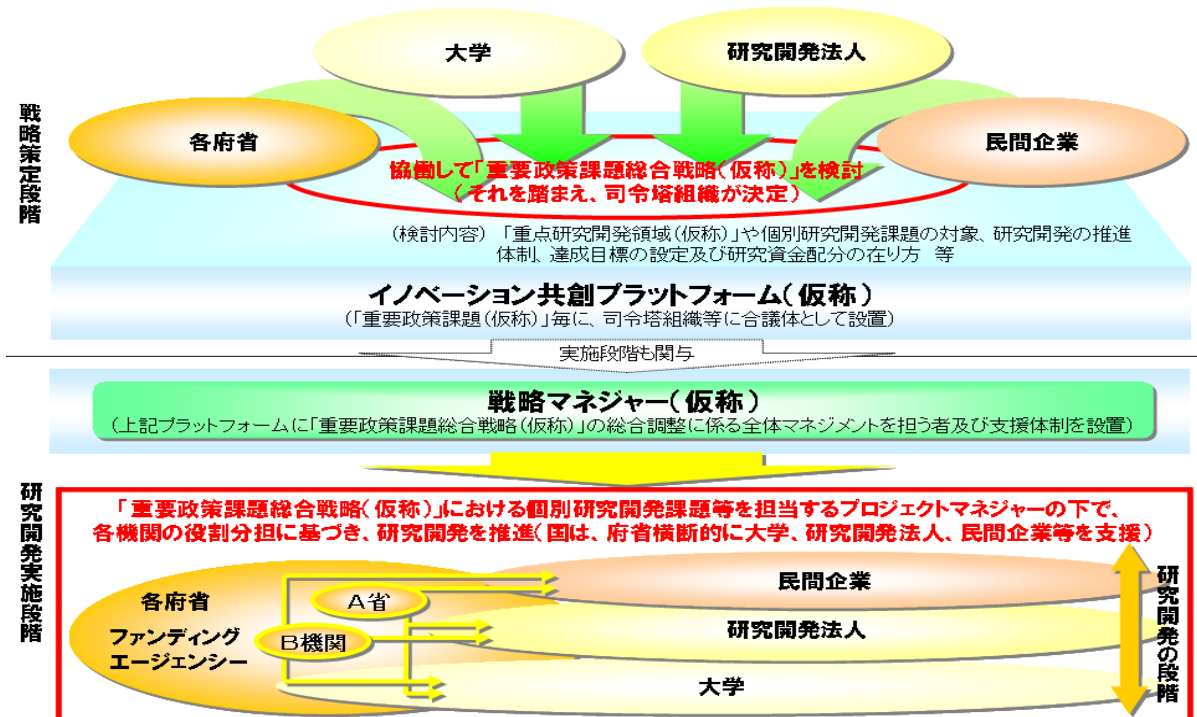 大学
研究開発法人
各府省
民間企業
戦略策定段階
協働して「重要政策課題総合戦略(仮称)」を検討
(それを踏まえ、司令塔組織が決定)
(検討内容) 「重点研究開発領域(仮称)」や個別研究開発課題の対象、研究開発の推進
体制、達成目標の設定及び研究資金配分の在り方 等
イノベーション共創プラットフォーム(仮称)
(「重要政策課題(仮称)」毎に、司令塔組織等に合議体として設置)
実施段階も関与
戦略マネジャー(仮称)
(上記プラットフォームに「重要政策課題総合戦略(仮称)」の総合調整に係る全体マネジメントを担う者及び支援体制を設置)
研究開発実施段階
「重要政策課題総合戦略(仮称)」における個別研究開発課題等を担当するプロジェクトマネジャーの下で、
各機関の役割分担に基づき、研究開発を推進(国は、府省横断的に大学、研究開発法人、民間企業等を支援)
民間企業
各府省
A省
研究開発法人
ファンディング
エージェンシー
B機関
大学
研究開発の段階